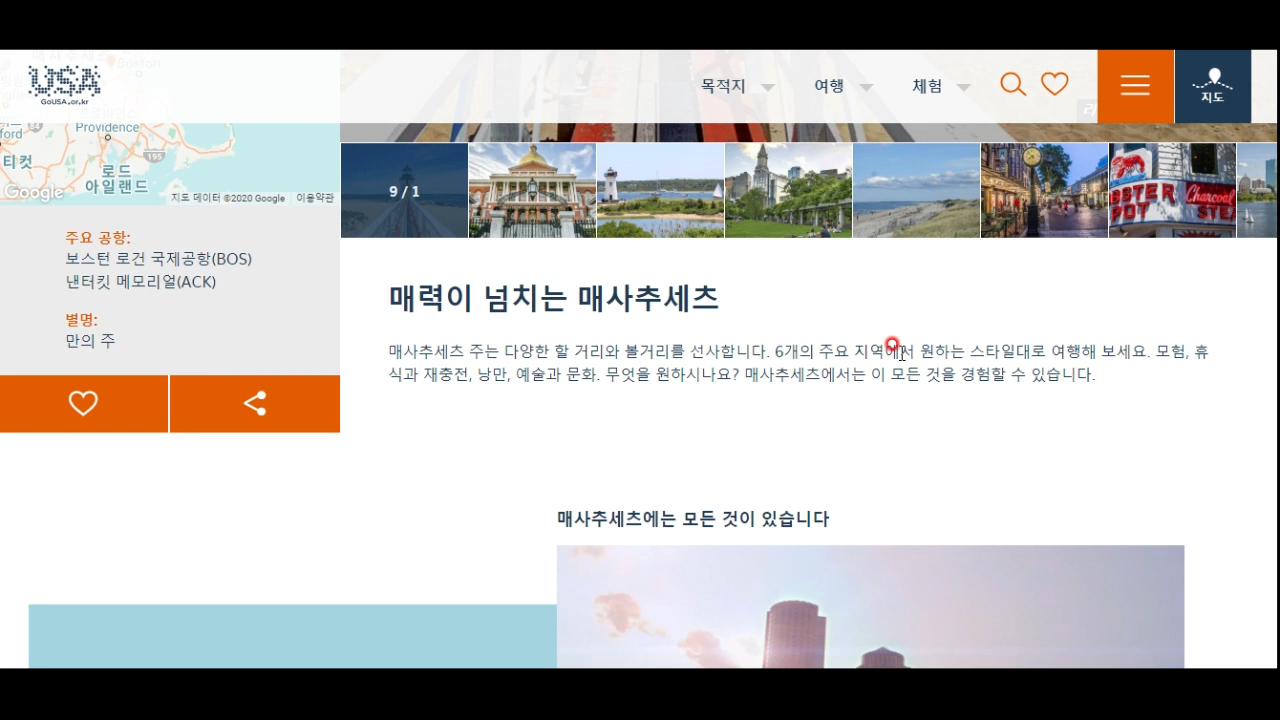 USA
GoUSA.or.kr
목적지
여행
체험
지도
Boston
Providence
195
티컷
로드
아일랜드
Google
지도 데이터 ©2020 Google
이용약관
9 / 1
Charcoal
POT
주요 공항:
보스턴 로건 국제공항(BOS)
낸터킷 메모리얼(ACK)
별명:
만의 주
매력이 넘치는 매사추세츠
매사추세츠 주는 다양한 할 거리와 볼거리를 선사합니다. 6개의 주요 지역에서 원하는 스타일대로 여행해 보세요. 모험, 휴
식과 재충전, 낭만, 예술과 문화. 무엇을 원하시나요? 매사추세츠에서는 이 모든 것을 경험할 수 있습니다.
매사추세츠에는 모든 것이 있습니다